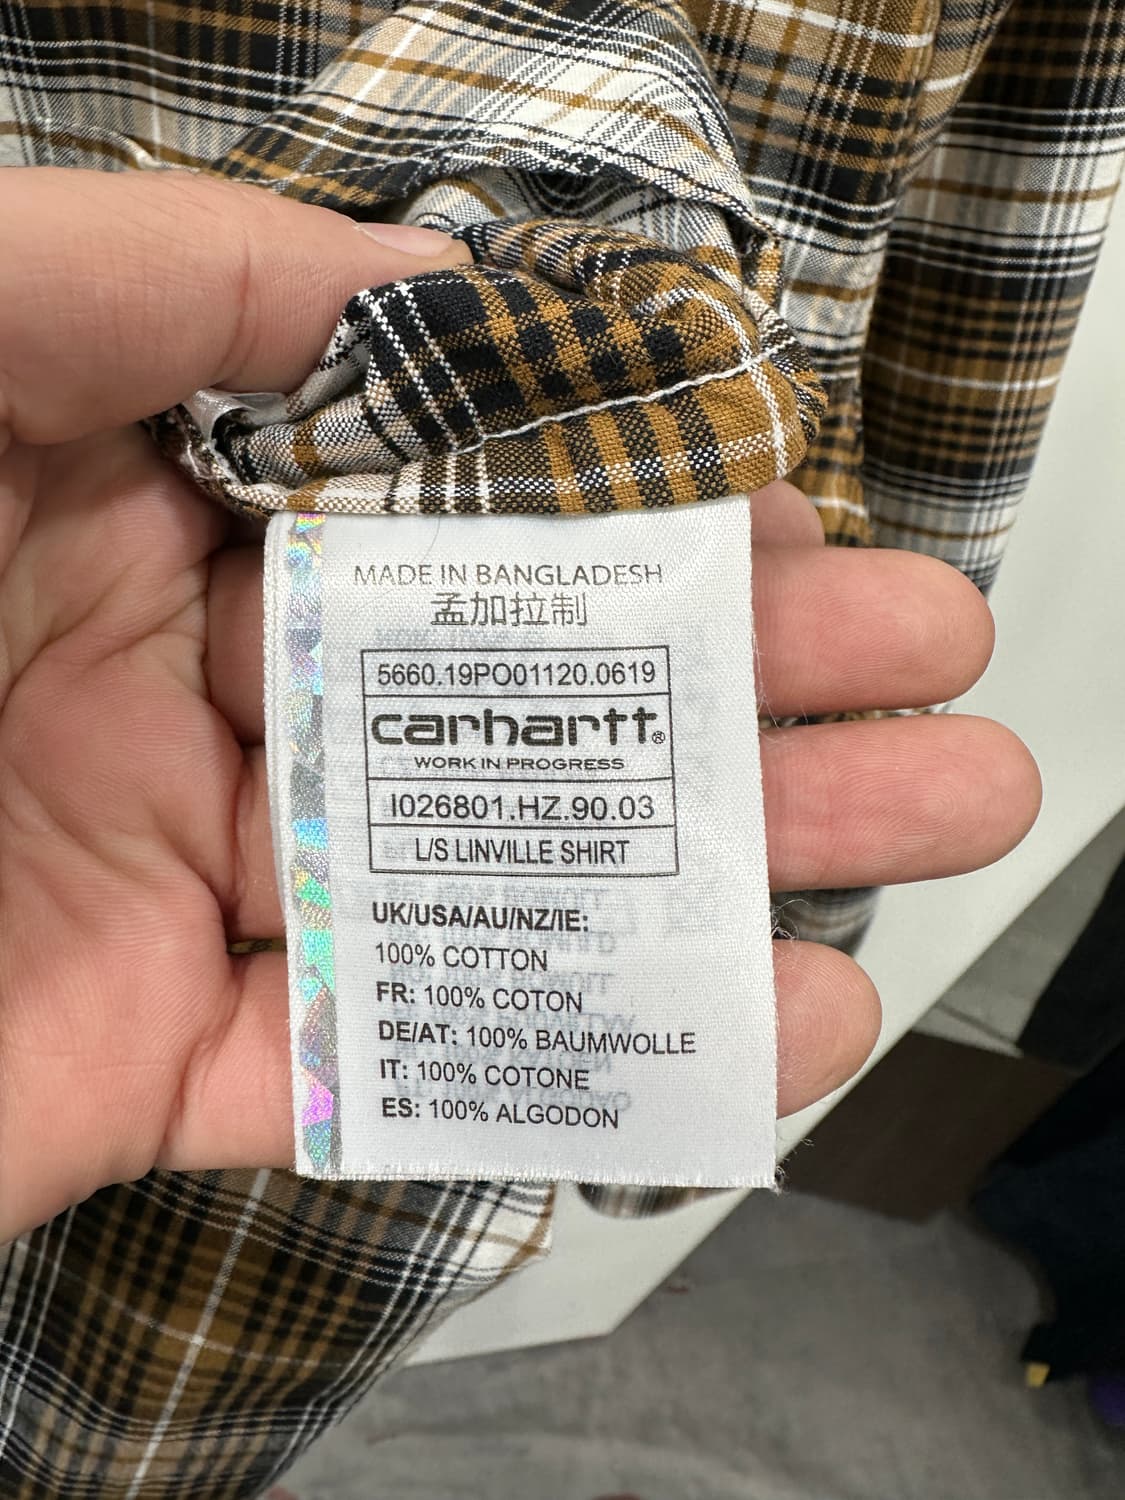 MADE IN BANGLADESH
孟加拉制
5660.19PO01120.0619
carhartt®
WORK IN PROGRESS
I026801.HZ.90.03
L/S LINVILLE SHIRT
UK/USA/AU/NZ/IE:
100% COTTON
FR: 100% COTON
DE/AT: 100% BAUMWOLLE
IT: 100% COTONE
ES: 100% ALGODON